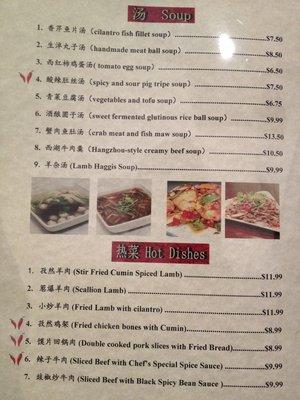 汤 Soup
1. 香芹鱼片汤 (cilantro fish fillet soup) $7.50
2. 生汆丸子汤 (handmade meat ball soup) $8.50
3. 西红柿鸡蛋汤( tomato egg soup) $6.50
4. 酸辣肚丝汤 (spicy and sour pig tripe soup) $8.50
5. 青菜豆腐汤 (vegetables and tofu soup) $6.75
6. 酒酿圆子汤 (sweet fermented glutinous rice ball soup) $9.99
7. 蟹肉鱼肚汤 (crab meat and fish maw soup) $13.50
8. 西湖牛肉羹 (Hangzhou-style creamy beef soup) $10.50
9. 羊杂汤 (Lamb Haggis Soup) $9.99
热菜 Hot Dishes
1. 孜然羊肉 (Stir Fried Cumin Spiced Lamb) $11.99
2. 葱爆羊肉 (Scallion Lamb) $11.99
3. 小炒羊肉 (Fried Lamb with cilantro) $11.99
4. 孜然鸡架 (Fried chicken bones with Cumin) $8.99
5. 馍片回锅肉 (Double cooked pork slices with Fried Bread) $8.99
6. 辣子牛肉 (Sliced Beef with Chef's Special Spice Sauce) $9.99
7. 豉椒炒牛肉 (Sliced Beef with Black Spicy Bean Sauce ) $9.99